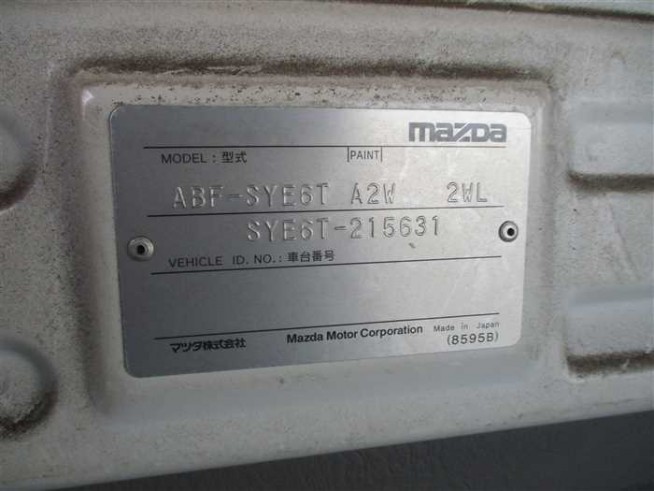 mazda
MODEL : 型式 PAINT
ABF-SYE6T A2W 2WL
SYE6T-215631
VEHICLE ID. NO. : 車台番号
マツダ株式会社 Mazda Motor Corporation Made in Japan
(8595B)